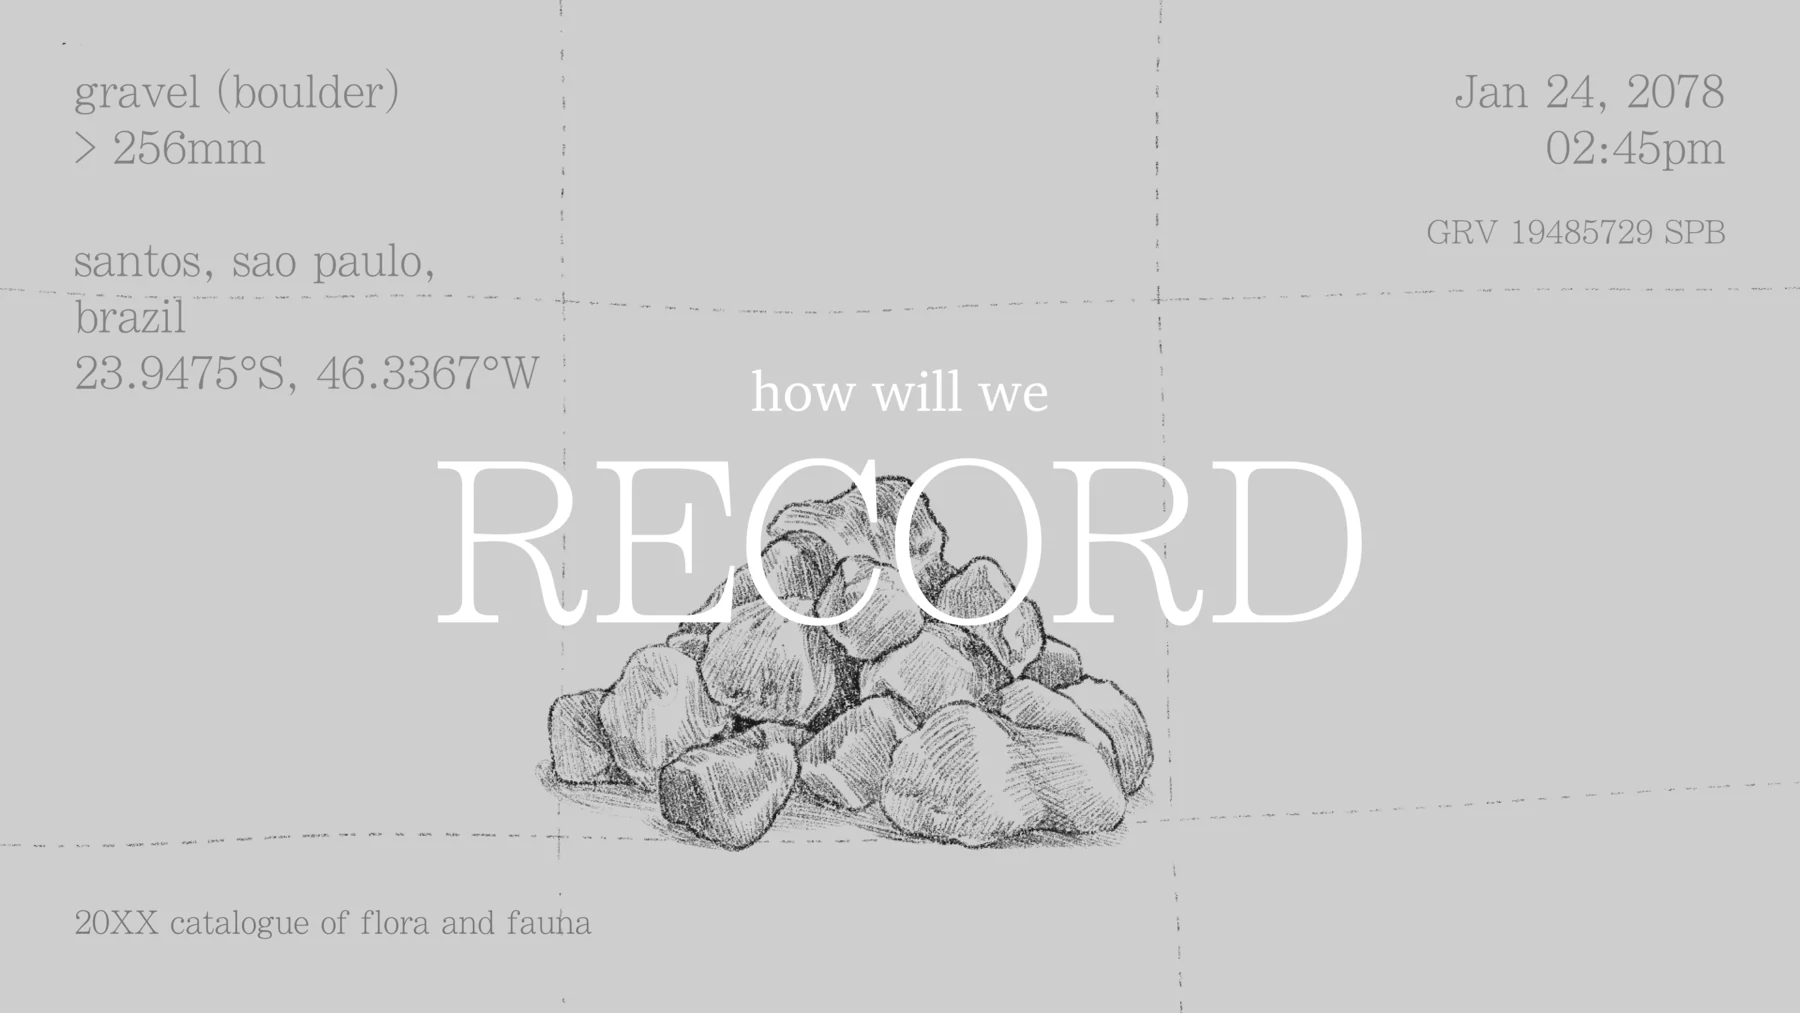 gravel (boulder)
> 256mm
santos, sao paulo,
brazil
23.9475°S, 46.3367°W
Jan 24, 2078
02:45pm
GRV 19485729 SPB
how will we
RECORD
20XX catalogue of flora and fauna